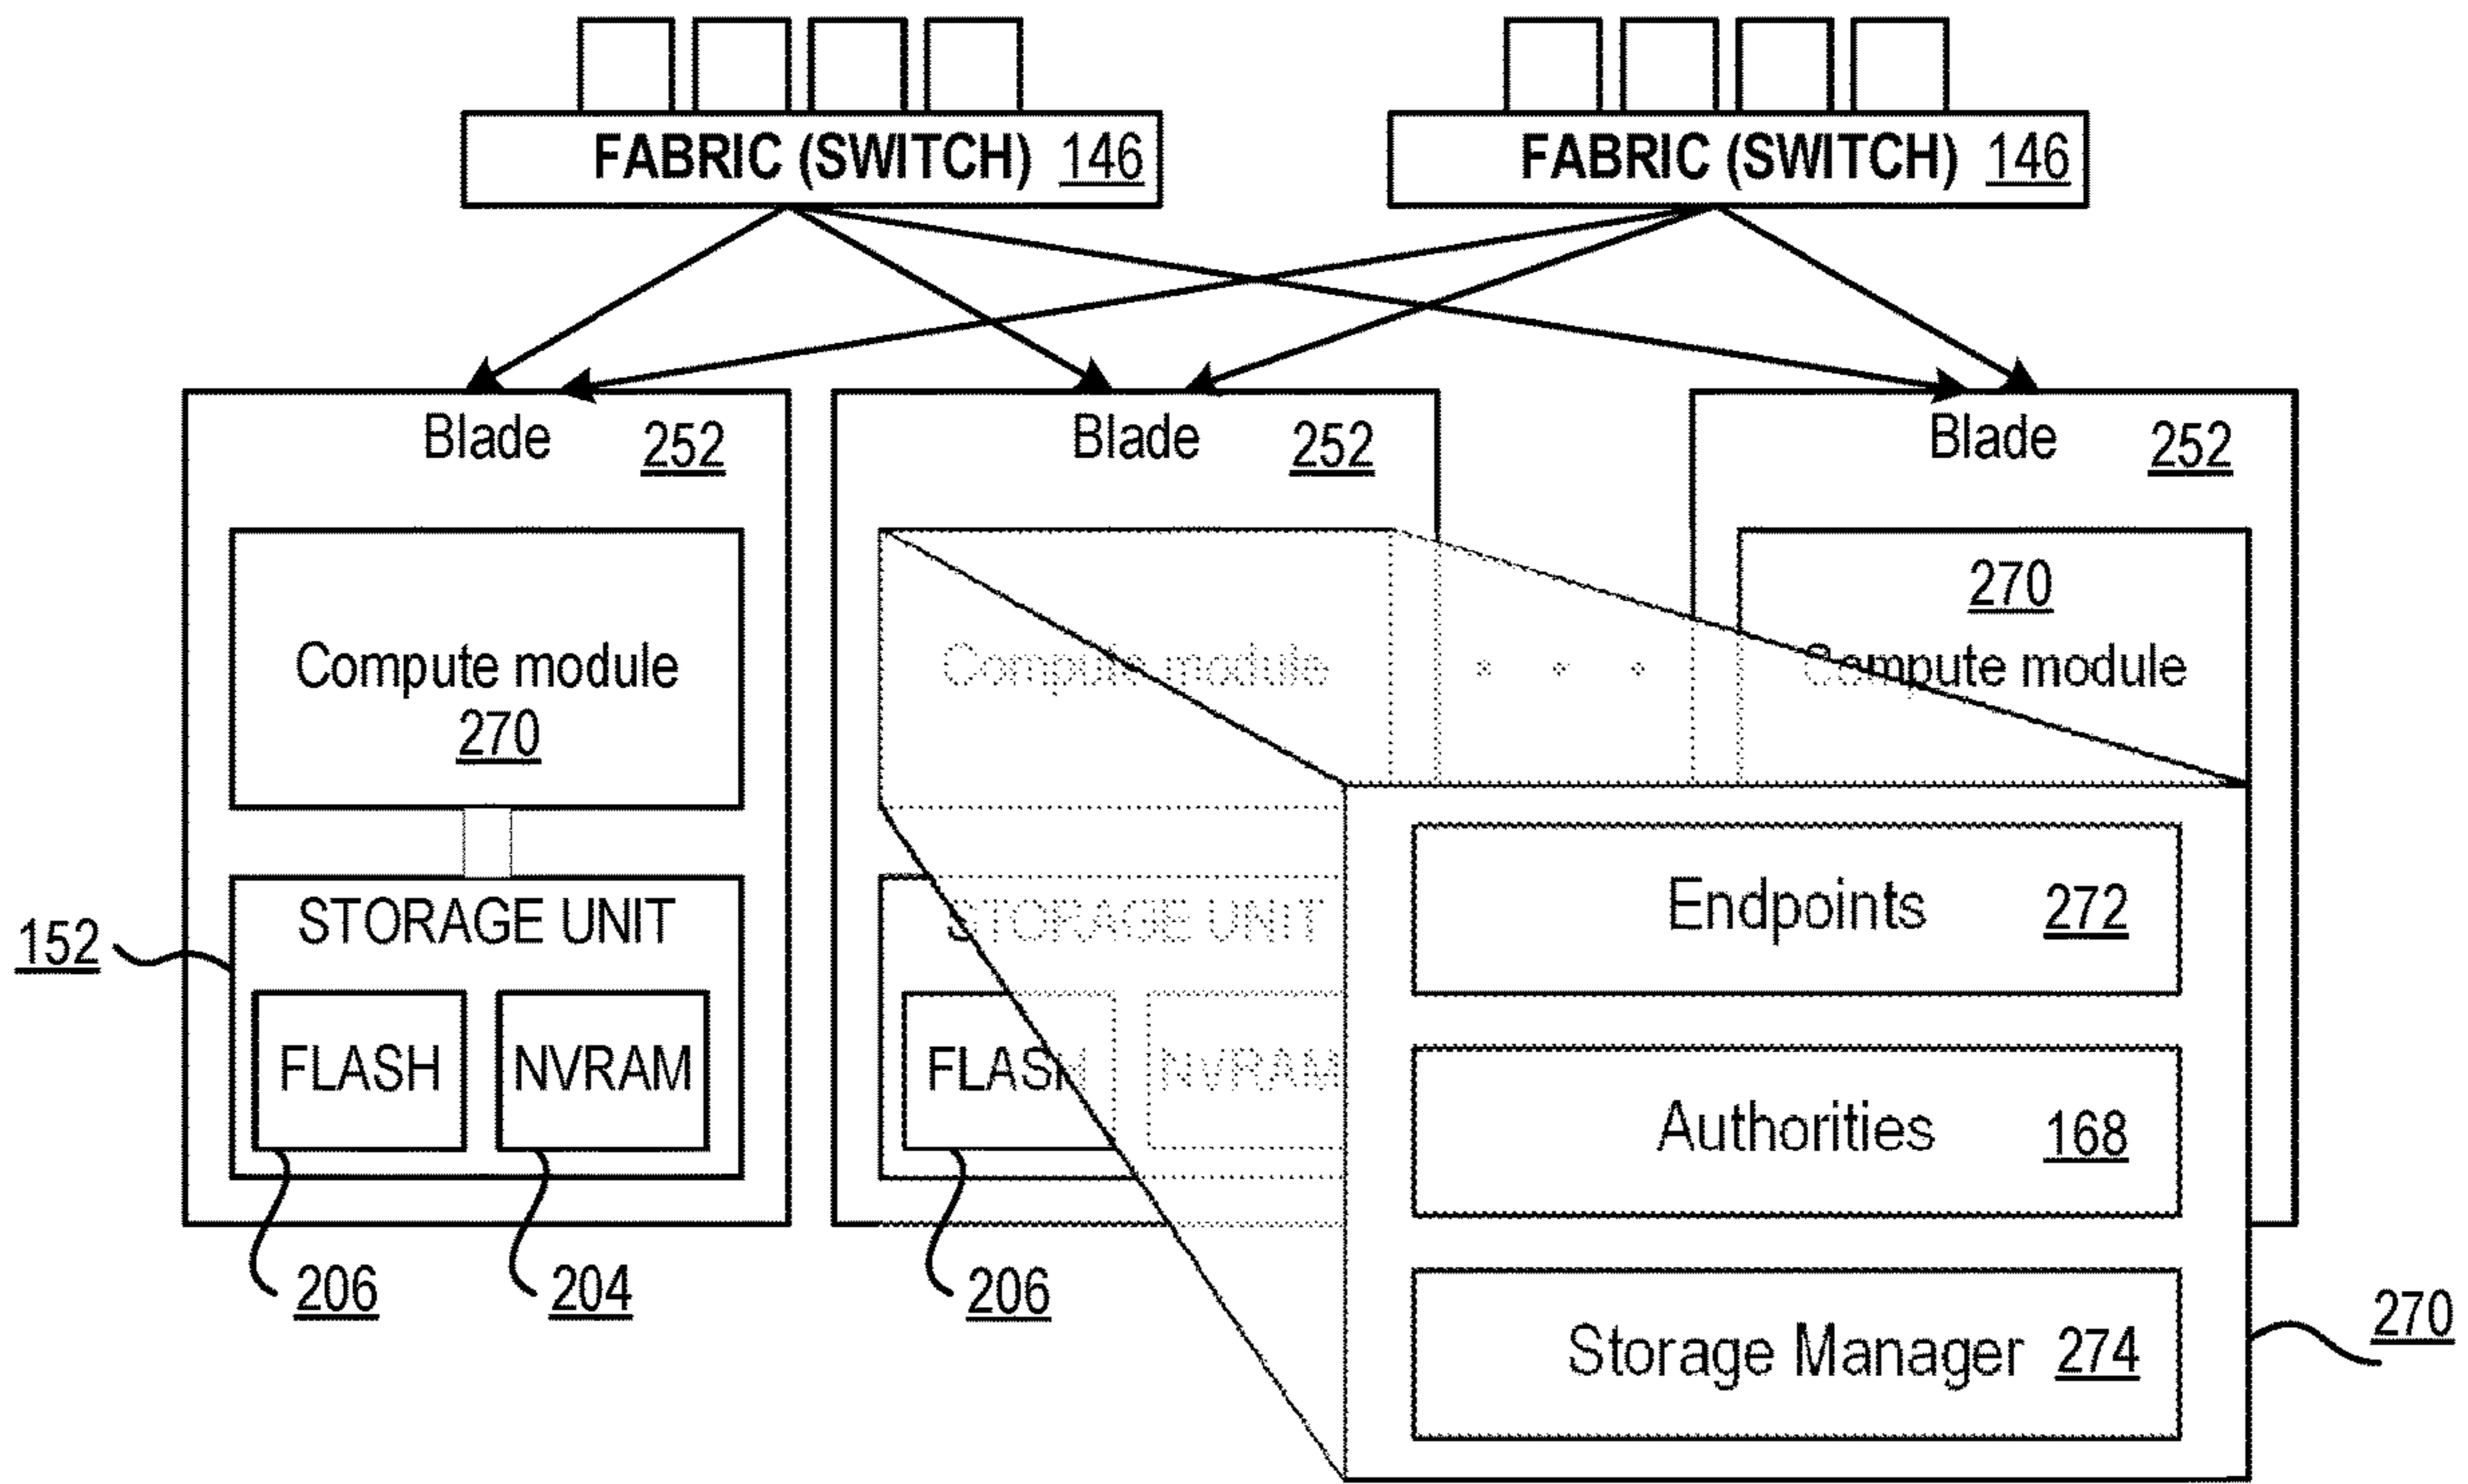 FABRIC (SWITCH) 146
FABRIC (SWITCH) 146
Blade 252
Blade 252
Blade 252
Compute module
270
Compute module
270
Compute module
STORAGE UNIT
152
FLASH
NVRAM
206
204
STORAGE UNIT
FLASH
NVRAM
206
Endpoints 272
Authorities 168
Storage Manager 274
270